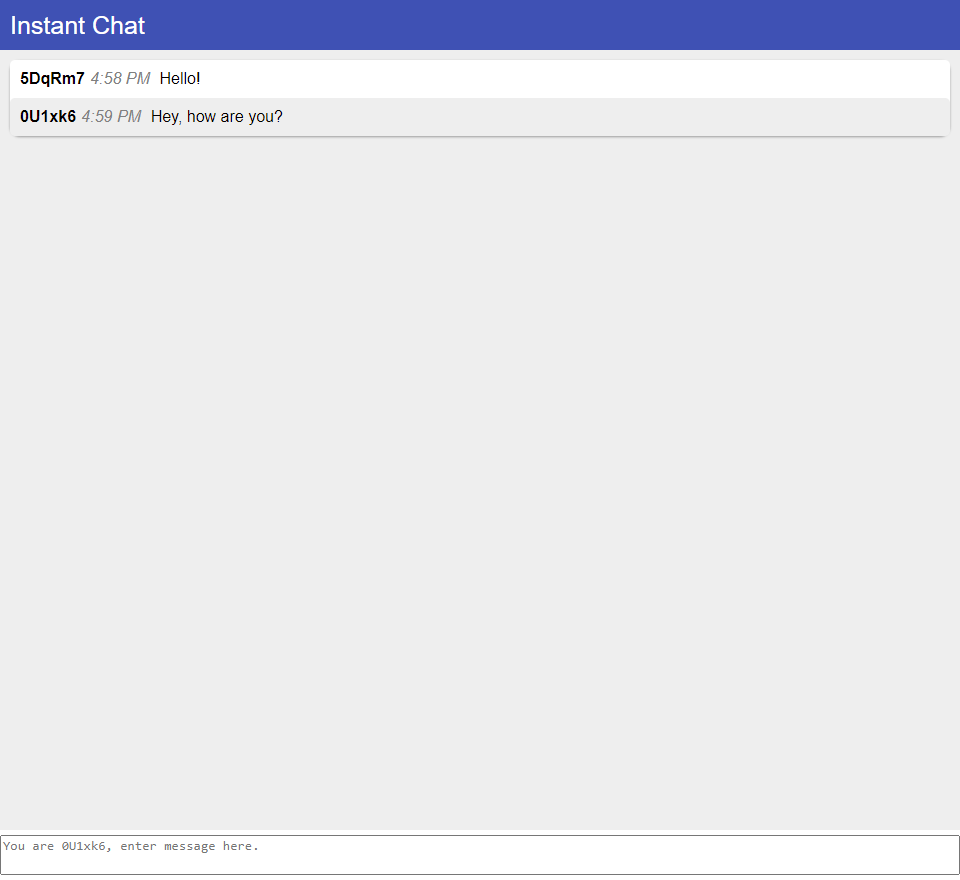 Instant Chat
5DqRm7 4:58 PM Hello!
0U1xk6 4:59 PM Hey, how are you?
You are 0U1xk6, enter message here.